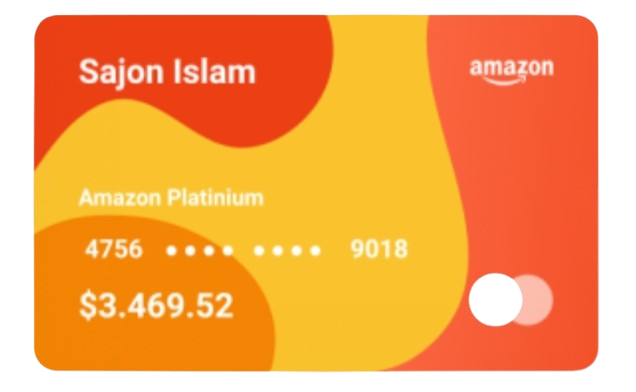 Sajon Islam
amazon
Amazon Platinium
4756 •••• •••• 9018
$3.469.52